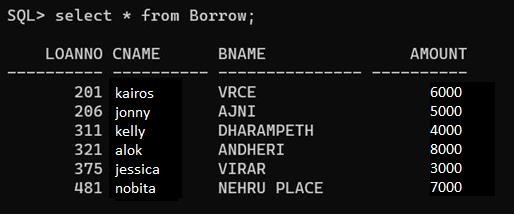 SQL> select * from Borrow;
LOANNO CNAME BNAME AMOUNT
---------- ---------- --------------- ----------
201 kairos VRCE 6000
206 jonny AJNI 5000
311 kelly DHARAMPETH 4000
321 alok ANDHERI 8000
375 jessica VIRAR 3000
481 nobita NEHRU PLACE 7000